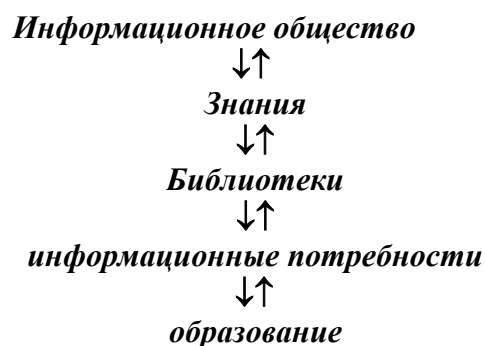 Информационное общество
↓↑
Знания
↓↑
Библиотеки
↓↑
информационные потребности
↓↑
образование